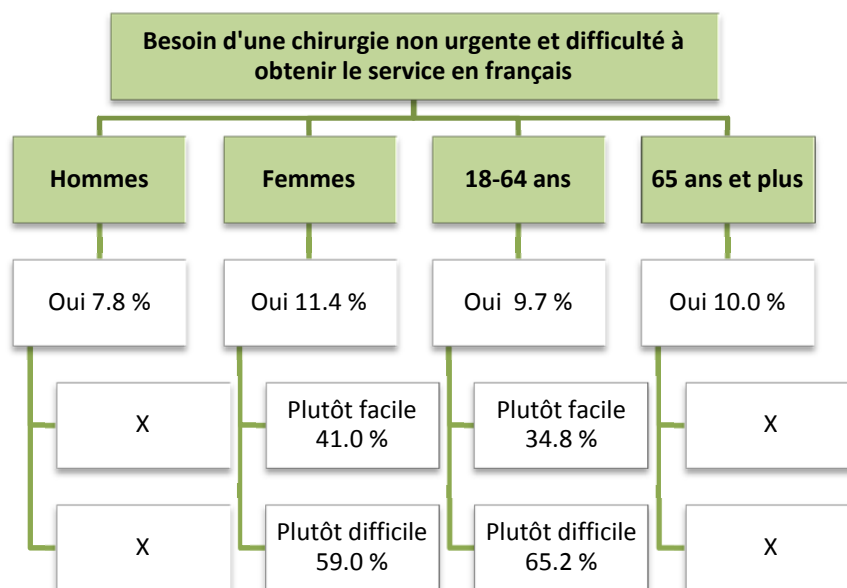 Besoin d'une chirurgie non urgente et difficulté à
obtenir le service en français
Hommes
Femmes
18-64 ans
65 ans et plus
Oui 7.8 %
Oui 11.4 %
Oui 9.7 %
Oui 10.0 %
X
Plutôt facile
41.0 %
Plutôt facile
34.8 %
X
X
Plutôt difficile
59.0 %
Plutôt difficile
65.2 %
X